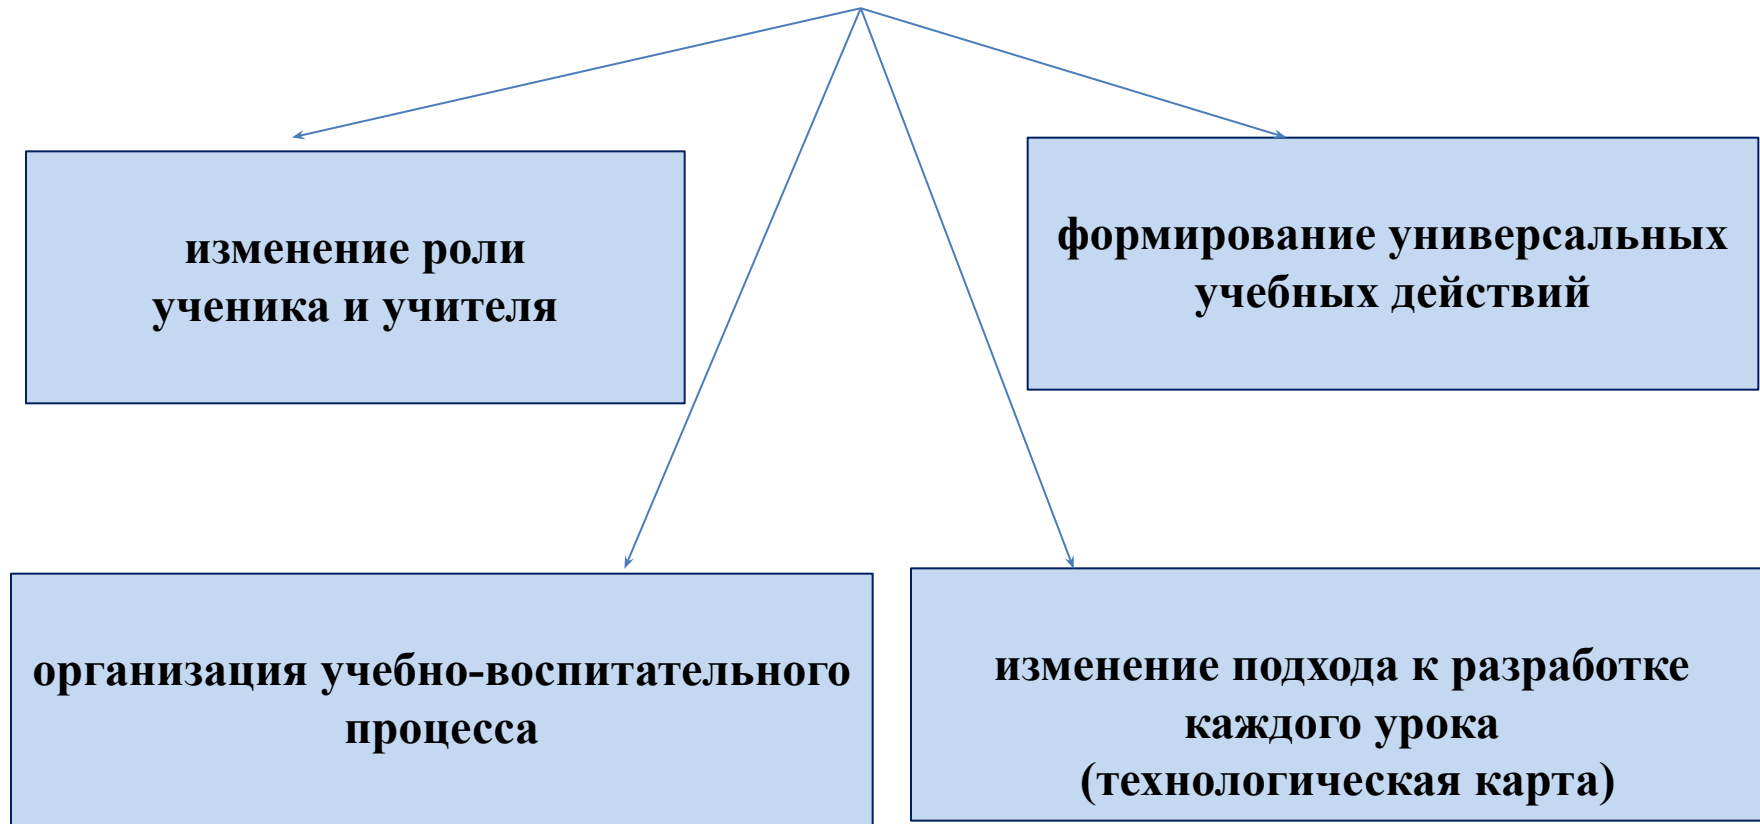 изменение роли
ученика и учителя
формирование универсальных
учебных действий
организация учебно-воспитательного
процесса
изменение подхода к разработке
каждого урока
(технологическая карта)